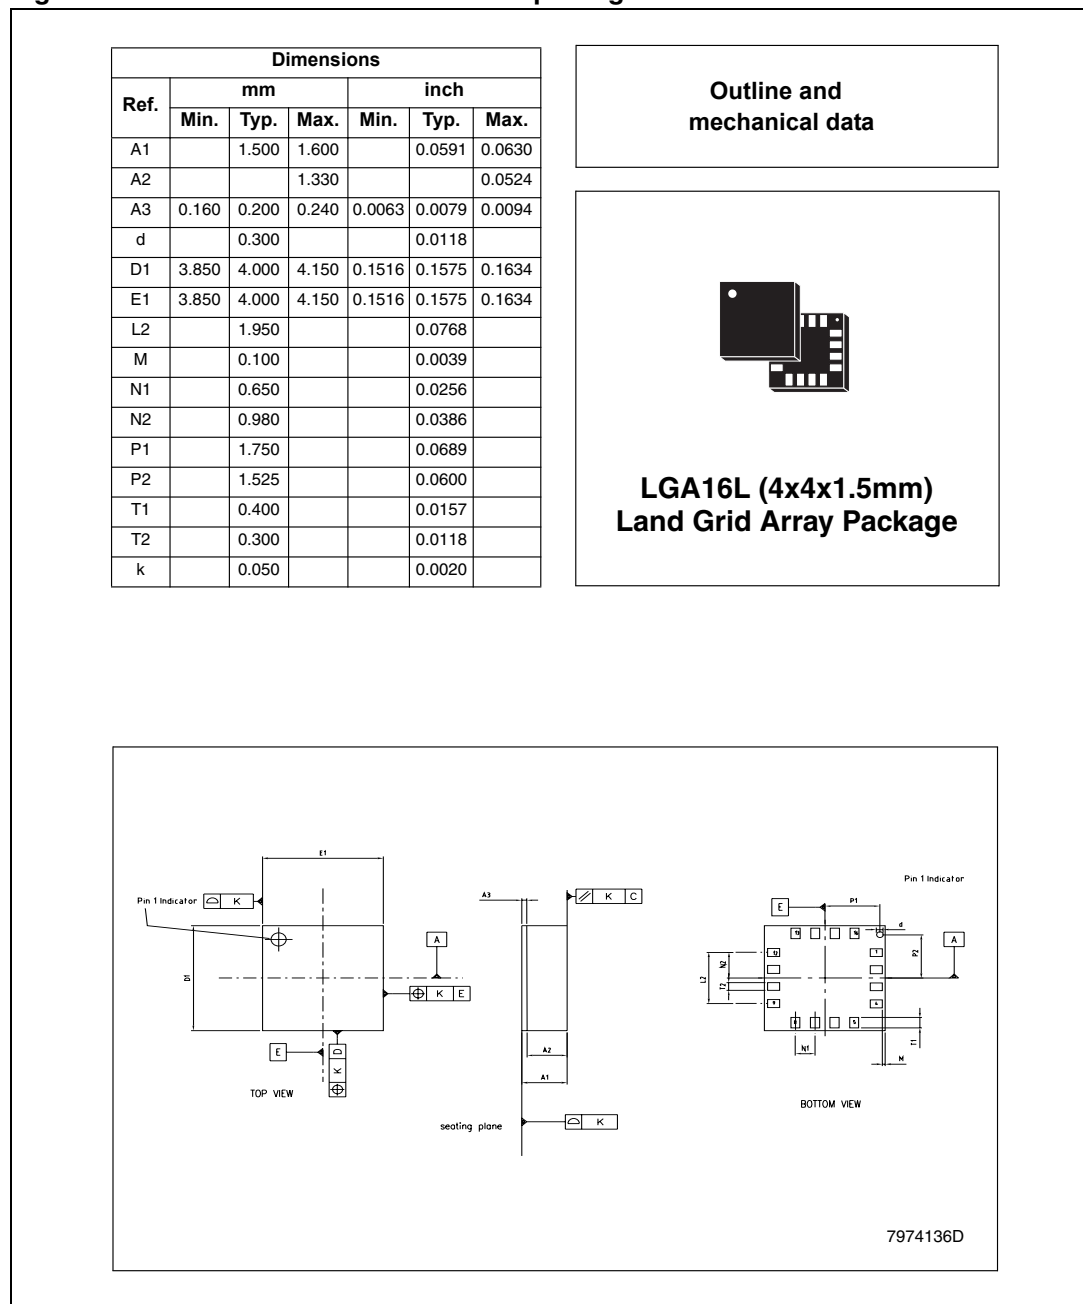 Dimensions
Ref. mm inch
Min. Typ. Max. Min. Typ. Max.
A1 1.500 1.600 0.0591 0.0630
A2 1.330 0.0524
A3 0.160 0.200 0.240 0.0063 0.0079 0.0094
d 0.300 0.0118
D1 3.850 4.000 4.150 0.1516 0.1575 0.1634
E1 3.850 4.000 4.150 0.1516 0.1575 0.1634
L2 1.950 0.0768
M 0.100 0.0039
N1 0.650 0.0256
N2 0.980 0.0386
P1 1.750 0.0689
P2 1.525 0.0600
T1 0.400 0.0157
T2 0.300 0.0118
k 0.050 0.0020
Outline and
mechanical data
LGA16L (4x4x1.5mm)
Land Grid Array Package
E1
Pin 1 Indicator
K
D1
A
K E
E
K D
TOP VIEW
A3
K C
A2
A1
seating plane
K
Pin 1 Indicator
E
P1
d
P2
A
13
16
12
1
N2
L2
T2
9
4
5
N1
T1
M
BOTTOM VIEW
7974136D